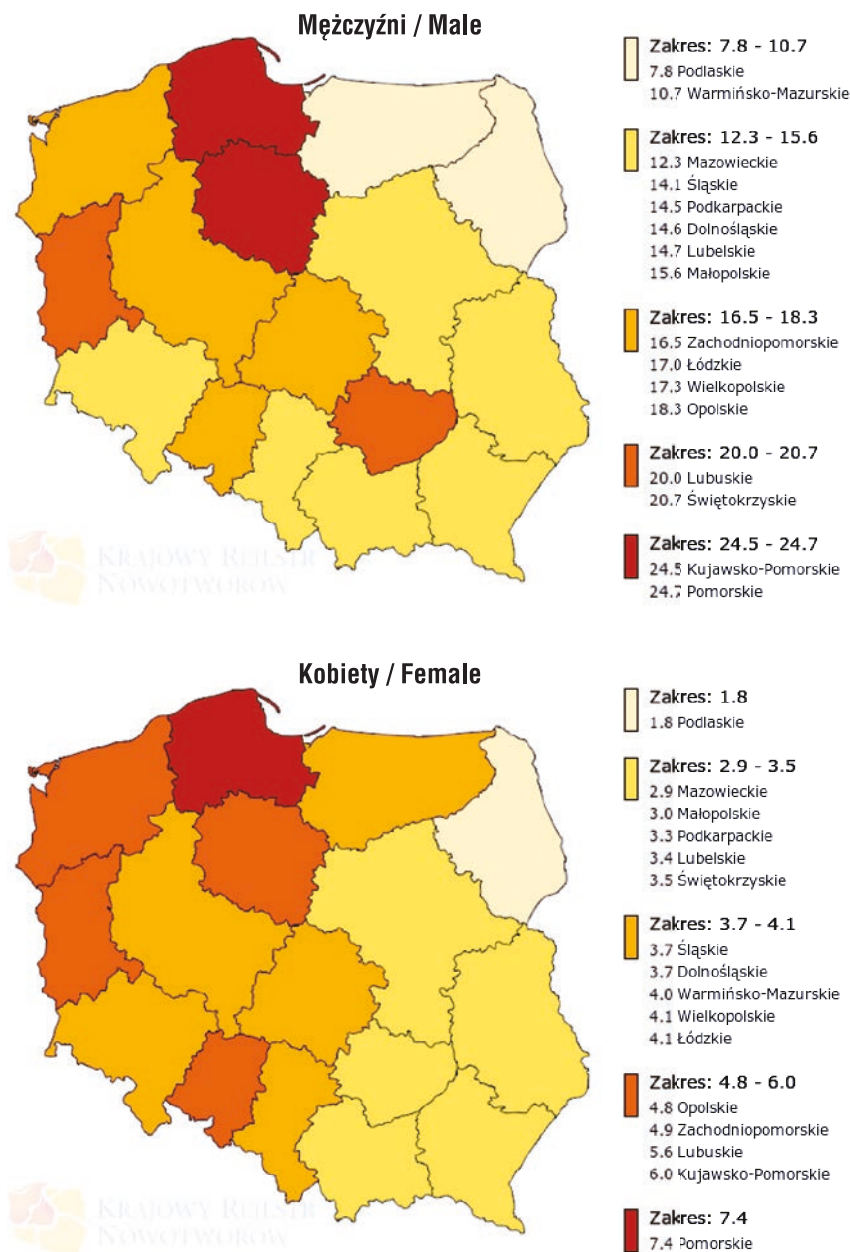 Mężczyźni / Male
Zakres: 7.8 - 10.7
7.8 Podlaskie
10.7 Warmińsko-Mazurskie
Zakres: 12.3 - 15.6
12.3 Mazowieckie
14.1 Śląskie
14.5 Podkarpackie
14.6 Dolnośląskie
14.7 Lubelskie
15.6 Małopolskie
Zakres: 16.5 - 18.3
16.5 Zachodniopomorskie
17.0 Łódzkie
17.3 Wielkopolskie
18.3 Opolskie
Zakres: 20.0 - 20.7
20.0 Lubuskie
20.7 Świętokrzyskie
Zakres: 24.5 - 24.7
24.5 Kujawsko-Pomorskie
24.7 Pomorskie
KRAJOWY REJESTR
NOWOTWORÓW
Kobiety / Female
Zakres: 1.8
1.8 Podlaskie
Zakres: 2.9 - 3.5
2.9 Mazowieckie
3.0 Małopolskie
3.3 Podkarpackie
3.4 Lubelskie
3.5 Świętokrzyskie
Zakres: 3.7 - 4.1
3.7 Śląskie
3.7 Dolnośląskie
4.0 Warmińsko-Mazurskie
4.1 Wielkopolskie
4.1 Łódzkie
Zakres: 4.8 - 6.0
4.8 Opolskie
4.9 Zachodniopomorskie
5.6 Lubuskie
6.0 Kujawsko-Pomorskie
Zakres: 7.4
7.4 Pomorskie
KRAJOWY REJESTR
NOWOTWORÓW